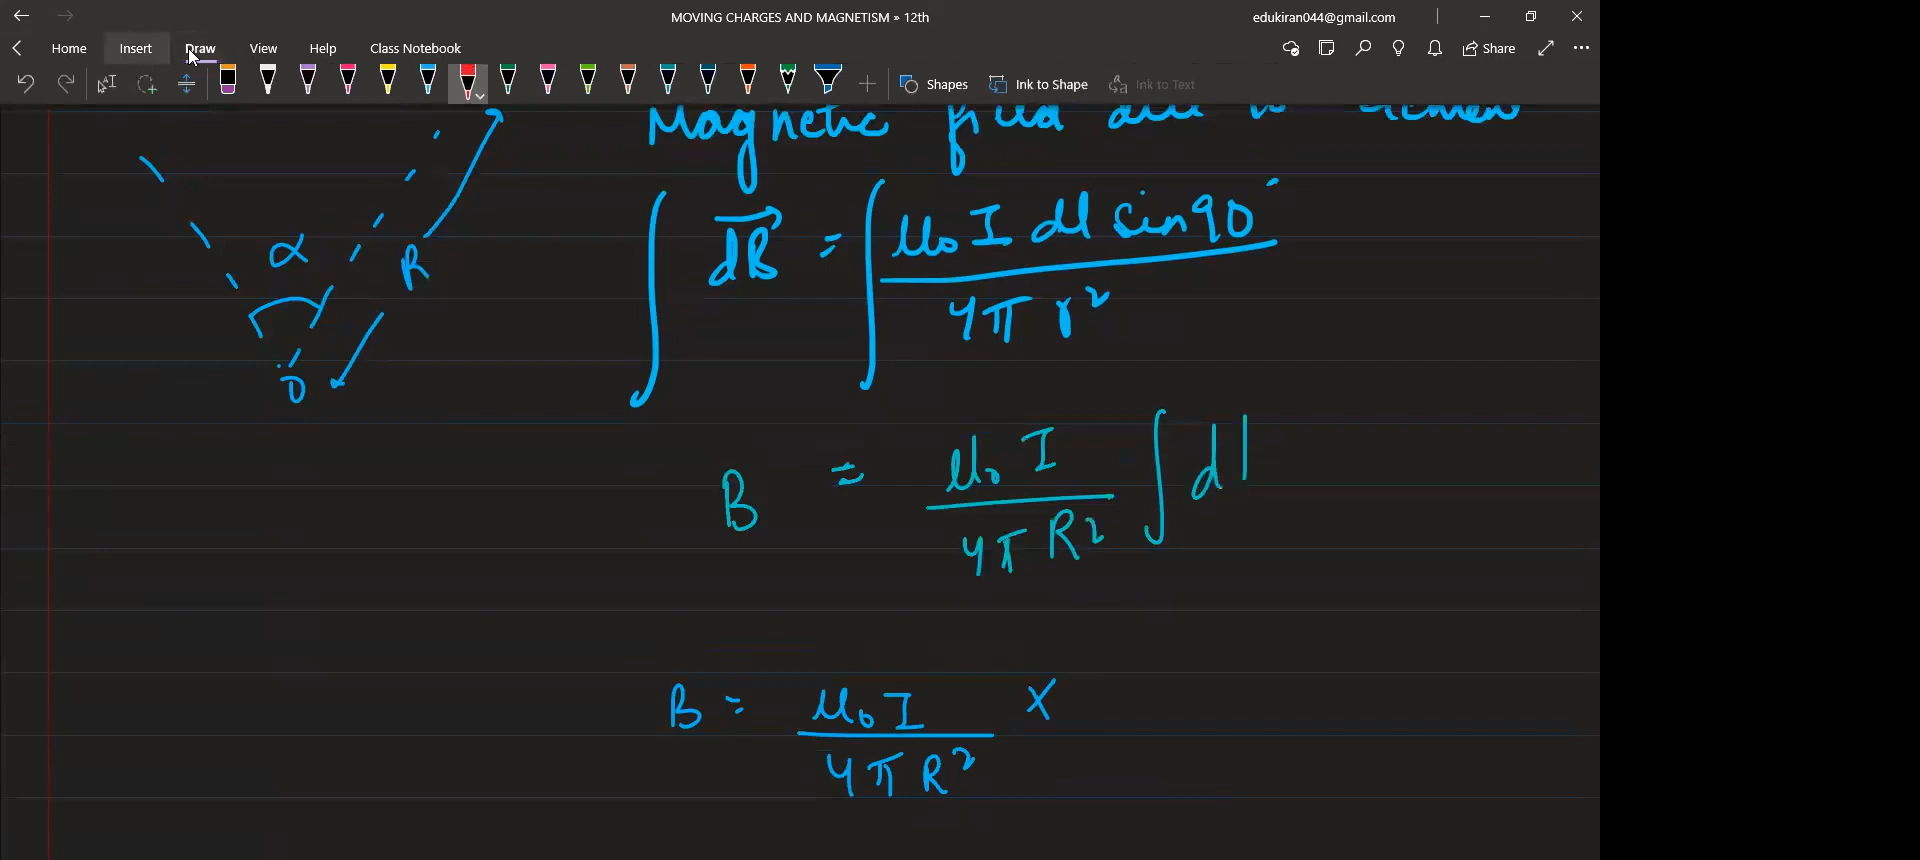 MOVING CHARGES AND MAGNETISM » 12th
edukiran044@gmail.com
Home Insert Draw View Help Class Notebook
Share
Shapes Ink to Shape Ink to Text
Magnetic field due to
∫ dB⃗ = ∫ μ₀ I dl sin90° / 4π r²
α
R
O
B = μ₀ I / 4π R² ∫ dl
B = μ₀ I / 4π R² ×